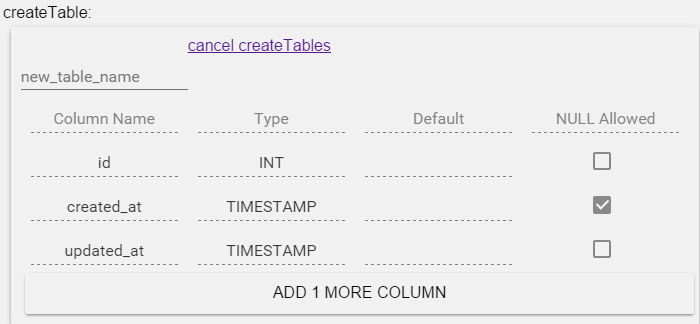 createTable:
cancel createTables
new_table_name
Column Name Type Default NULL Allowed
id INT
created_at TIMESTAMP
updated_at TIMESTAMP
ADD 1 MORE COLUMN